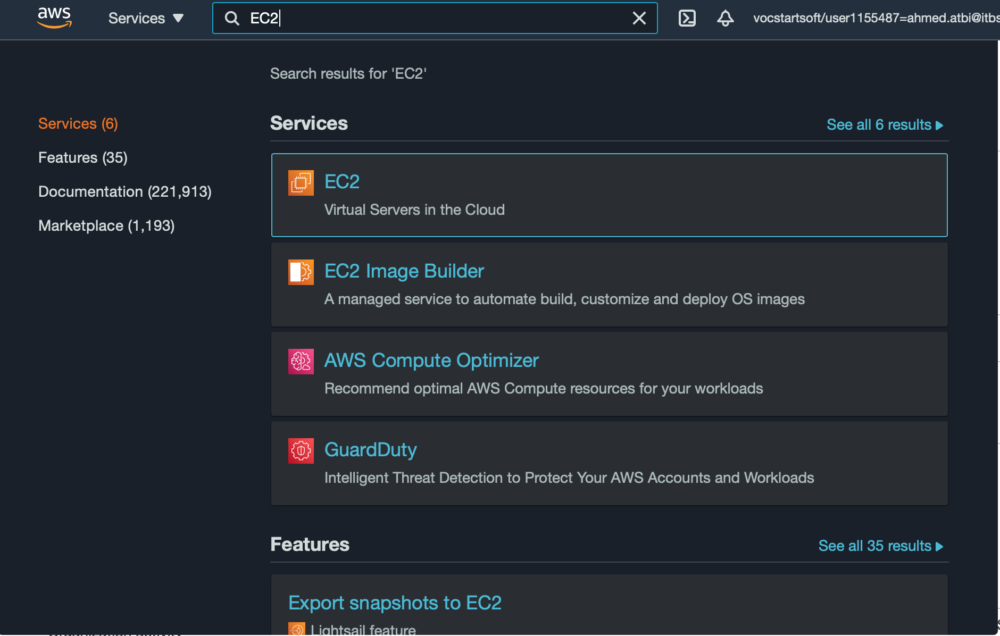 aws
Services
EC2
vocstartsoft/user1155487=ahmed.atbi@itbs
Search results for 'EC2'
Services (6)
Features (35)
Documentation (221,913)
Marketplace (1,193)
Services
See all 6 results
EC2
Virtual Servers in the Cloud
EC2 Image Builder
A managed service to automate build, customize and deploy OS images
AWS Compute Optimizer
Recommend optimal AWS Compute resources for your workloads
GuardDuty
Intelligent Threat Detection to Protect Your AWS Accounts and Workloads
Features
See all 35 results
Export snapshots to EC2
Lightsail feature